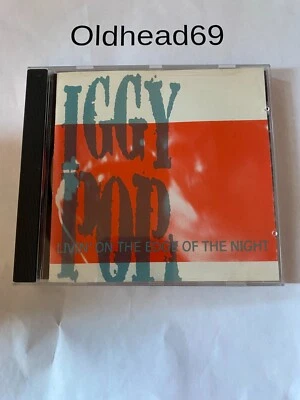 Oldhead69
IGGY
POP
LIVIN' ON THE EDGE OF THE NIGHT